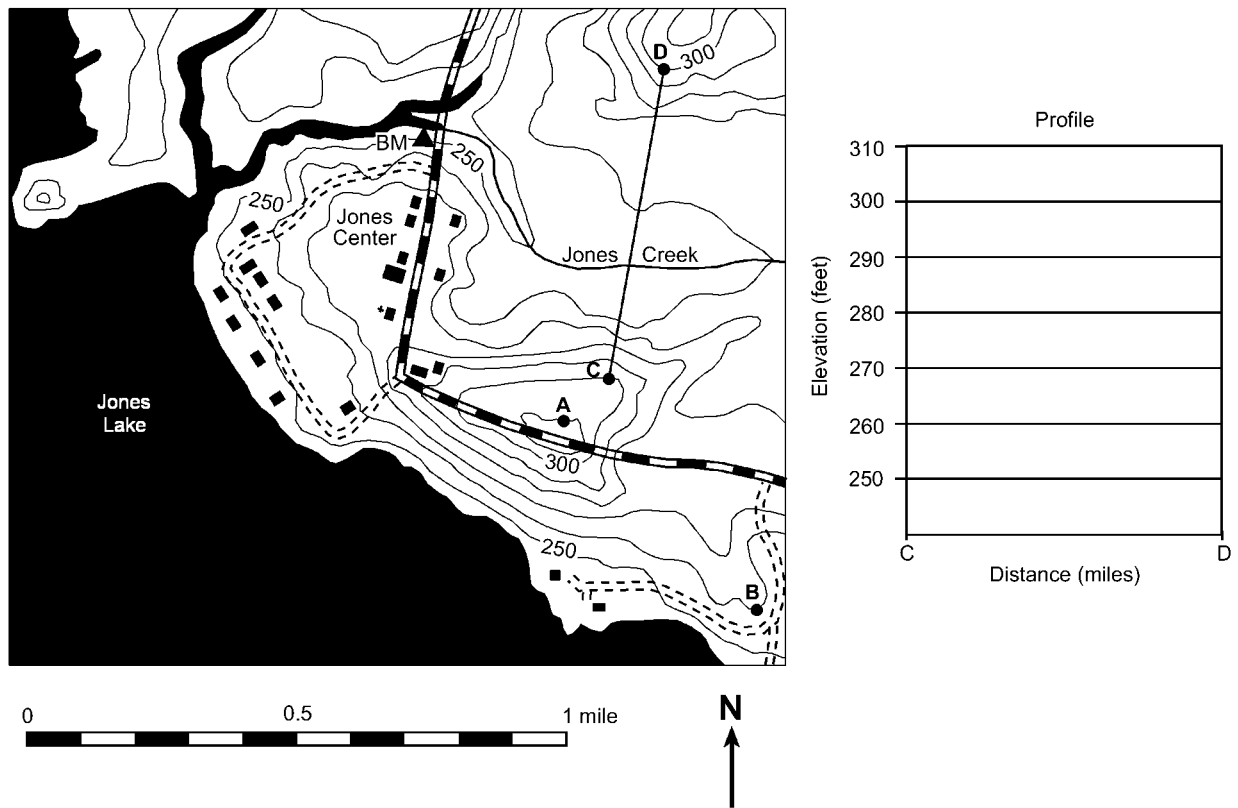 D
300
BM
250
250
Jones
Center
Jones Creek
C
A
300
Jones
Lake
250
B
0
0.5
1 mile
N
Profile
310
300
290
280
270
260
250
Elevation (feet)
C
D
Distance (miles)